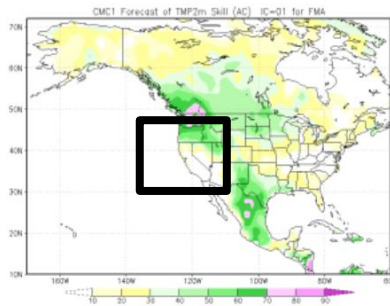 CMC1 Forecast of TMP2m Skill (AC) IC=01 for FMA
70N
60N
50N
40N
30N
20N
10N
160W 140W 120W 100W 80W
10 20 30 40 50 60 70 80 90